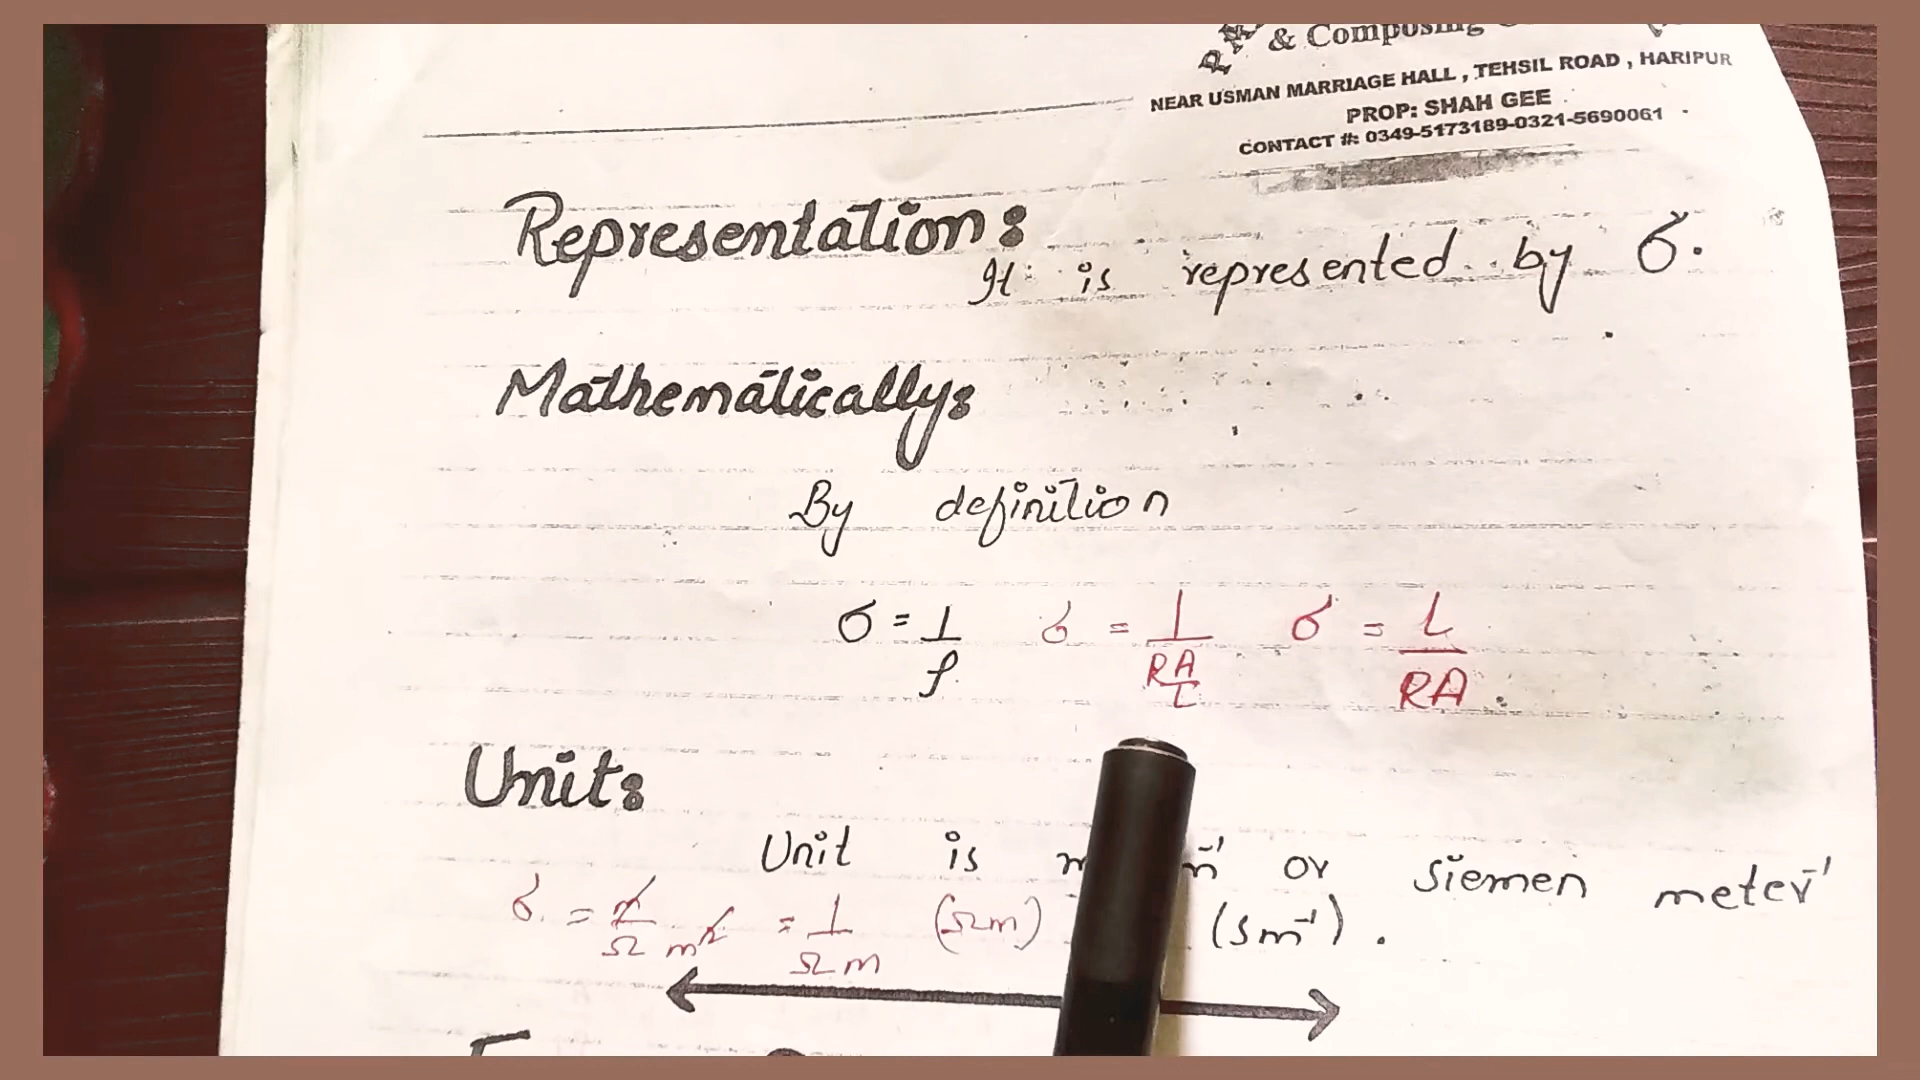 & Composing
NEAR USMAN MARRIAGE HALL , TEHSIL ROAD , HARIPUR
PROP: SHAH GEE
CONTACT #: 0349-5173189-0321-5690061
Representation:
It is represented by σ.
Mathematically:
By definition
σ = 1/ρ σ = 1/(RA/L) σ = L/RA.
Unit:
Unit is m⁻¹ or Siemen meter⁻¹
σ. = m/Ω m² = 1/Ω m (Ωm) (Sm⁻¹).